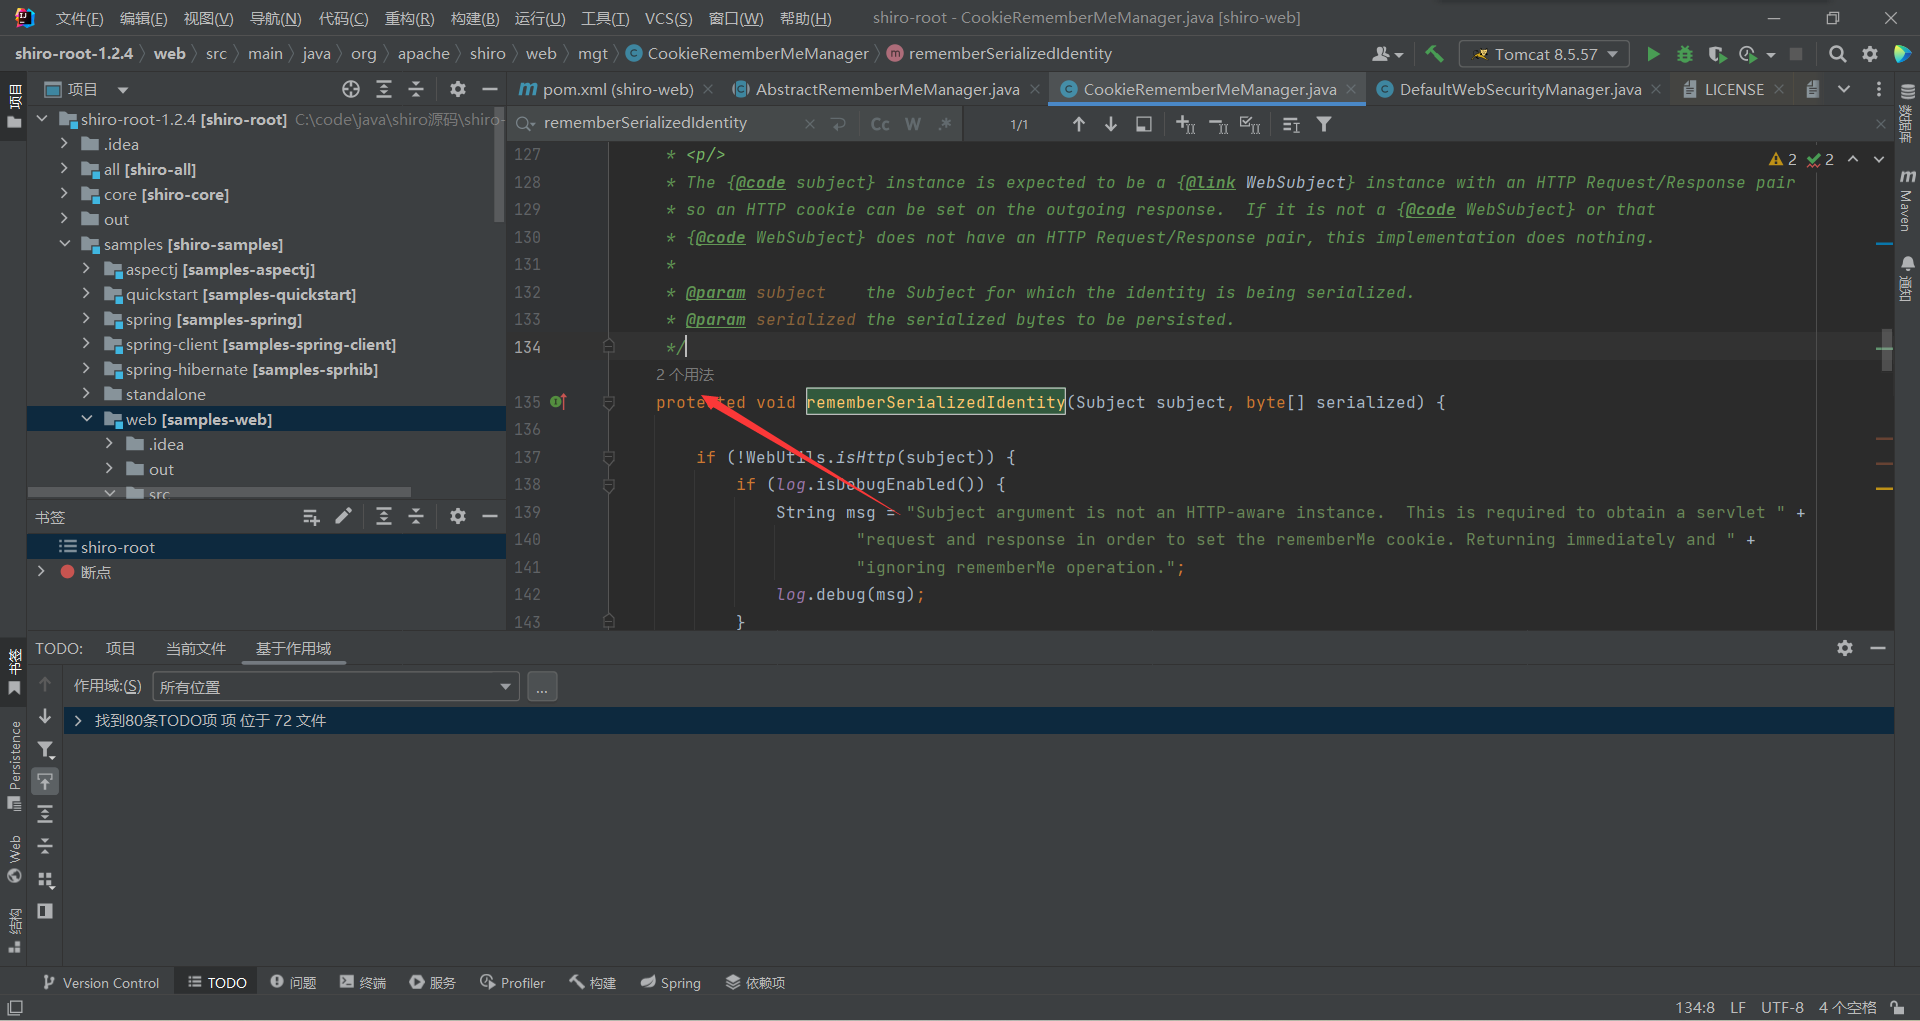 文件(F) 编辑(E) 视图(V) 导航(N) 代码(C) 重构(R) 构建(B) 运行(U) 工具(T) VCS(S) 窗口(W) 帮助(H) shiro-root - CookieRememberMeManager.java [shiro-web]
shiro-root-1.2.4 web src main java org apache shiro web mgt CookieRememberMeManager rememberSerializedIdentity Tomcat 8.5.57
项目
项目
pom.xml (shiro-web) AbstractRememberMeManager.java CookieRememberMeManager.java DefaultWebSecurityManager.java LICENSE
shiro-root-1.2.4 [shiro-root] C:\code\java\shiro源码\shiro-
.idea
all [shiro-all]
core [shiro-core]
out
samples [shiro-samples]
aspectj [samples-aspectj]
quickstart [samples-quickstart]
spring [samples-spring]
spring-client [samples-spring-client]
spring-hibernate [samples-sprhib]
standalone
web [samples-web]
.idea
out
src
书签
shiro-root
断点
rememberSerializedIdentity Cc W .* 1/1
2 2
127 * <p/>
128 * The {@code subject} instance is expected to be a {@link WebSubject} instance with an HTTP Request/Response pair
129 * so an HTTP cookie can be set on the outgoing response.  If it is not a {@code WebSubject} or that
130 * {@code WebSubject} does not have an HTTP Request/Response pair, this implementation does nothing.
131 *
132 * @param subject    the Subject for which the identity is being serialized.
133 * @param serialized the serialized bytes to be persisted.
134 */
2 个用法
135 protected void rememberSerializedIdentity(Subject subject, byte[] serialized) {
136
137 if (!WebUtils.isHttp(subject)) {
138 if (log.isDebugEnabled()) {
139 String msg = "Subject argument is not an HTTP-aware instance.  This is required to obtain a servlet " +
140 "request and response in order to set the rememberMe cookie. Returning immediately and " +
141 "ignoring rememberMe operation.";
142 log.debug(msg);
143 }
数据库
Maven
通知
TODO: 项目 当前文件 基于作用域
作用域:(S) 所有位置 ...
找到80条TODO项 项 位于 72 文件
书签
Persistence
Web
结构
Version Control TODO 问题 终端 服务 Profiler 构建 Spring 依赖项
134:8 LF UTF-8 4 个空格